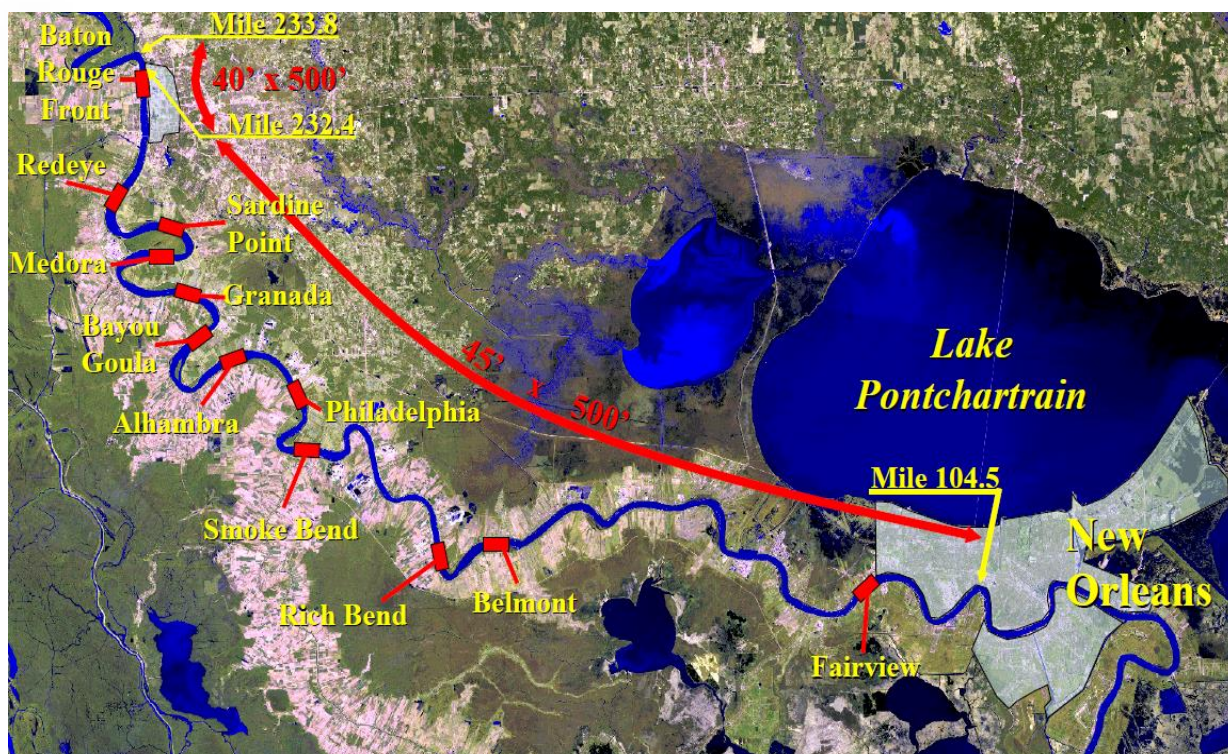 Mile 233.8
Baton
Rouge
Front
40' x 500'
Mile 232.4
Redeye
Sardine
Point
Medora
Granada
Bayou
Goula
Alhambra
Philadelphia
45' x 500'
Lake
Pontchartrain
Mile 104.5
Smoke Bend
New
Orleans
Rich Bend
Belmont
Fairview